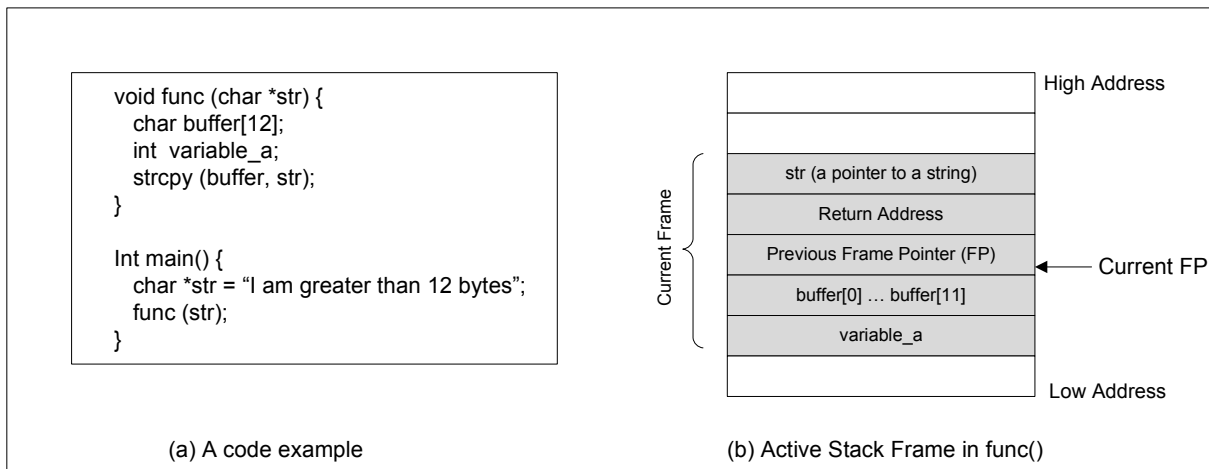 void func (char *str) {
char buffer[12];
int variable_a;
strcpy (buffer, str);
}
Int main() {
char *str = “I am greater than 12 bytes”;
func (str);
}
(a) A code example
High Address
str (a pointer to a string)
Return Address
Previous Frame Pointer (FP)
buffer[0] … buffer[11]
variable_a
Current Frame
Current FP
Low Address
(b) Active Stack Frame in func()